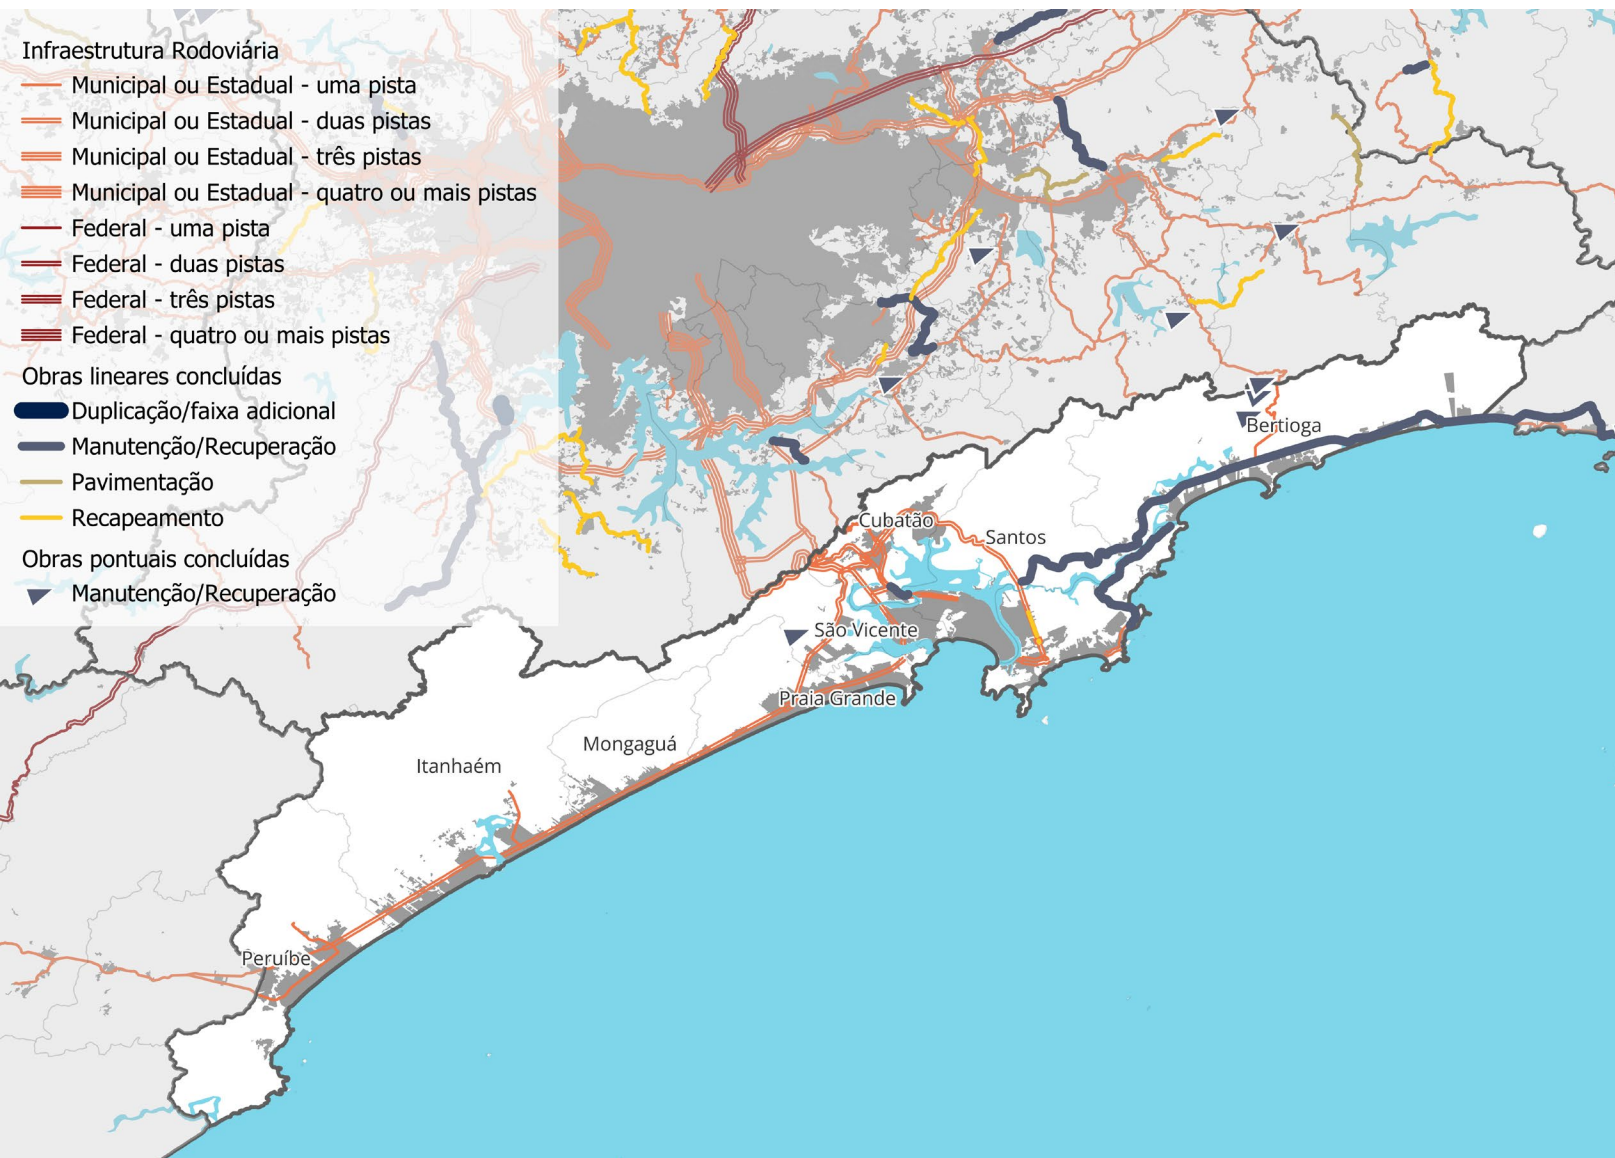 Infraestrutura Rodoviária
Municipal ou Estadual - uma pista
Municipal ou Estadual - duas pistas
Municipal ou Estadual - três pistas
Municipal ou Estadual - quatro ou mais pistas
Federal - uma pista
Federal - duas pistas
Federal - três pistas
Federal - quatro ou mais pistas
Obras lineares concluídas
Duplicação/faixa adicional
Manutenção/Recuperação
Pavimentação
Recapeamento
Obras pontuais concluídas
Manutenção/Recuperação
Bertioga
Cubatão
Santos
São Vicente
Praia Grande
Mongaguá
Itanhaém
Peruíbe